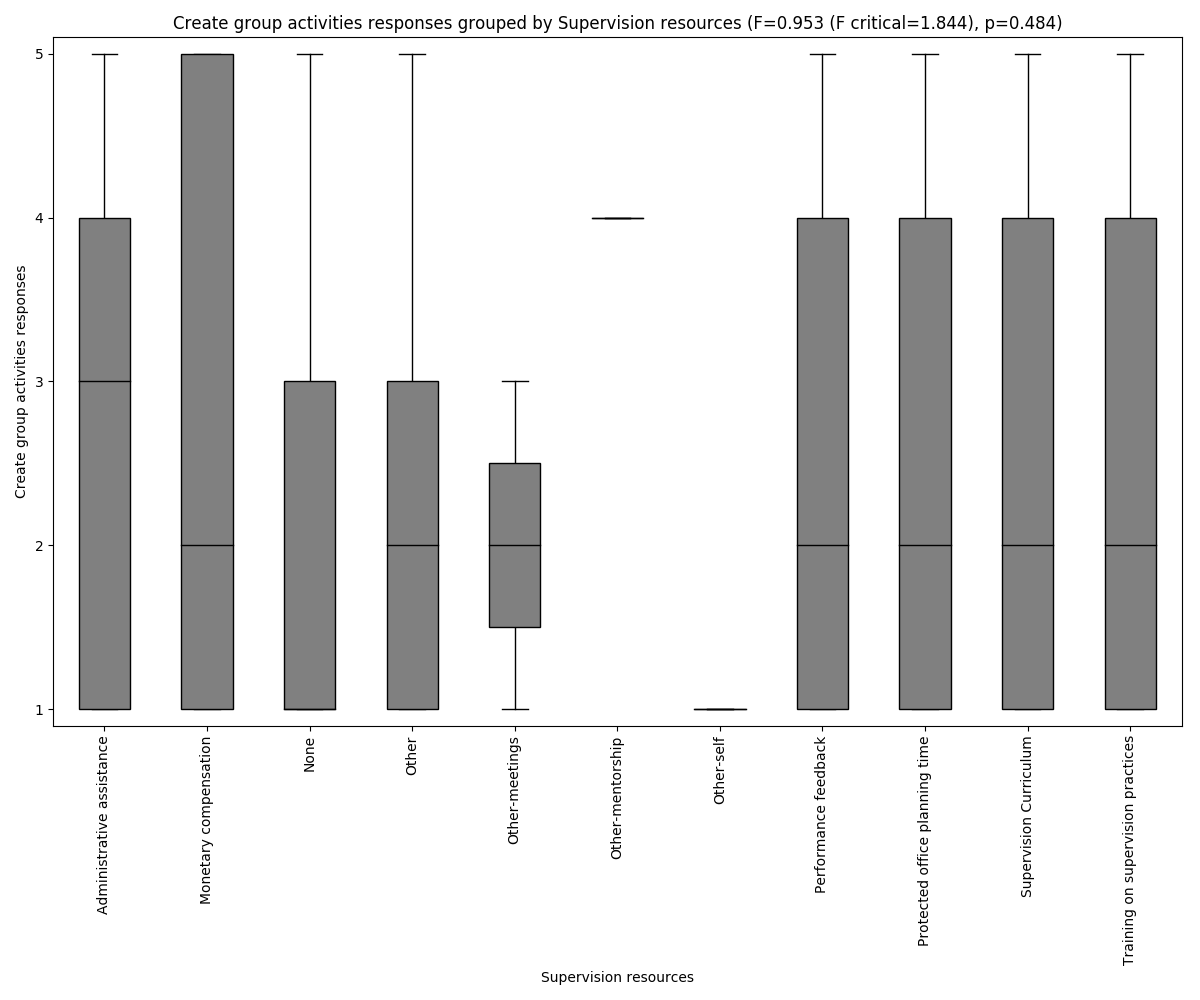 Create group activities responses grouped by Supervision resources (F=0.953 (F critical=1.844), p=0.484)
Create group activities responses
5
4
3
2
1
Administrative assistance
Monetary compensation
None
Other
Other-meetings
Other-mentorship
Other-self
Performance feedback
Protected office planning time
Supervision Curriculum
Training on supervision practices
Supervision resources